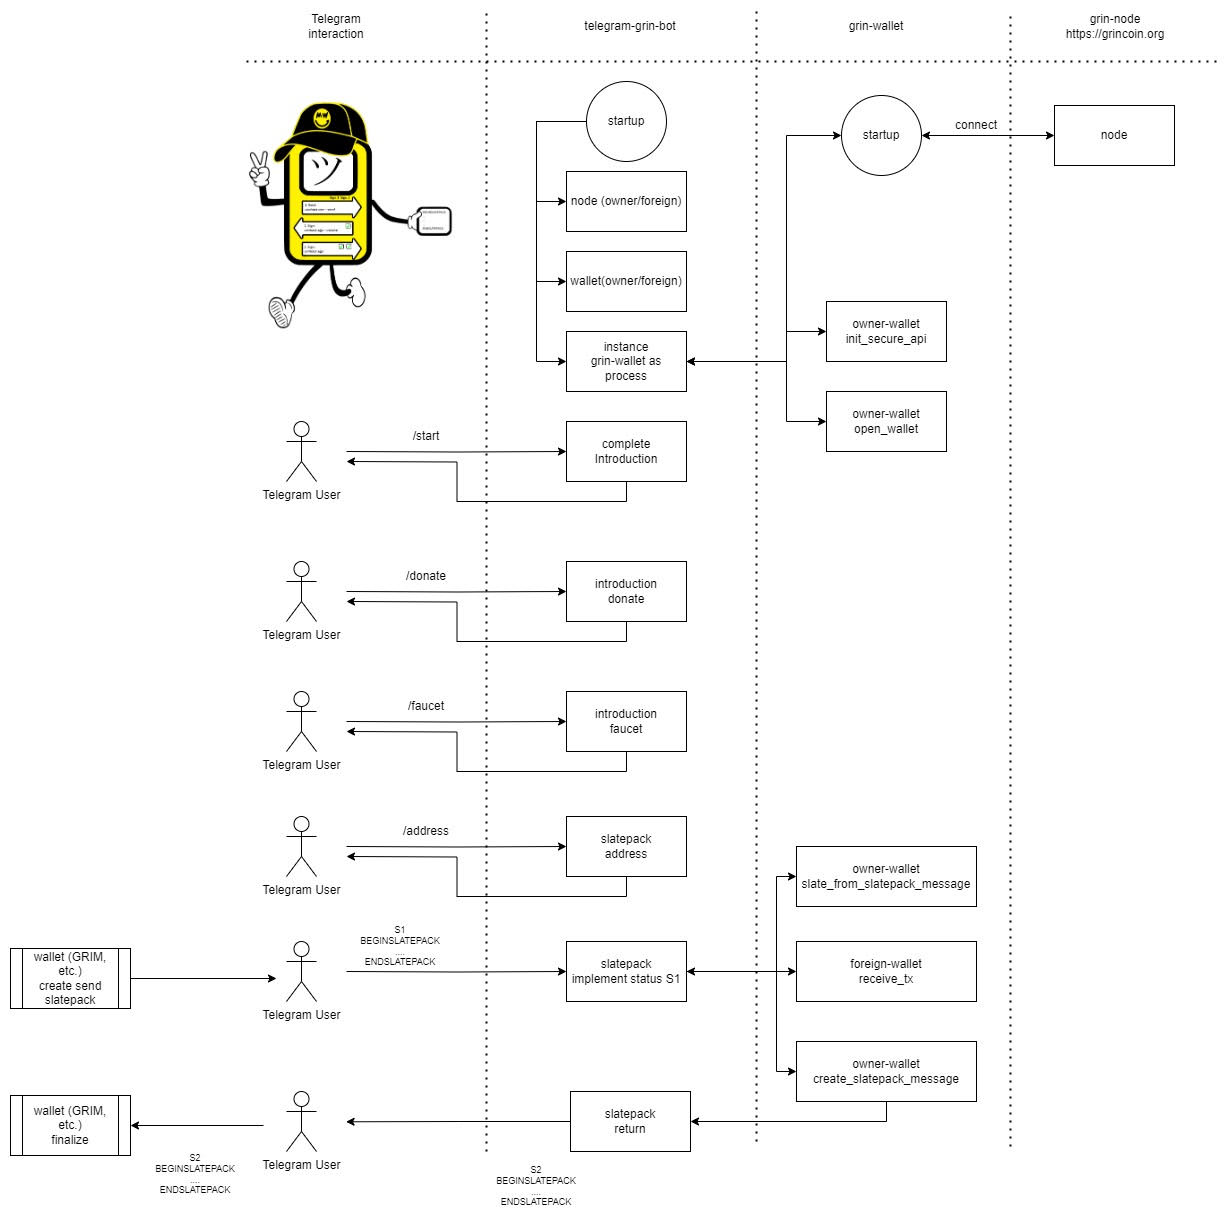 Telegram
interaction
telegram-grin-bot
grin-wallet
grin-node
https://grincoin.org
startup
startup
connect
node
ツ
node (owner/foreign)
wallet(owner/foreign)
instance
grin-wallet as
process
owner-wallet
init_secure_api
owner-wallet
open_wallet
/start
complete
Introduction
Telegram User
/donate
introduction
donate
Telegram User
/faucet
introduction
faucet
Telegram User
/address
slatepack
address
Telegram User
owner-wallet
slate_from_slatepack_message
wallet (GRIM,
etc.)
create send
slatepack
S1
BEGINSLATEPACK
....
ENDSLATEPACK
Telegram User
slatepack
implement status S1
foreign-wallet
receive_tx
owner-wallet
create_slatepack_message
wallet (GRIM,
etc.)
finalize
Telegram User
slatepack
return
S2
BEGINSLATEPACK
....
ENDSLATEPACK
S2
BEGINSLATEPACK
....
ENDSLATEPACK